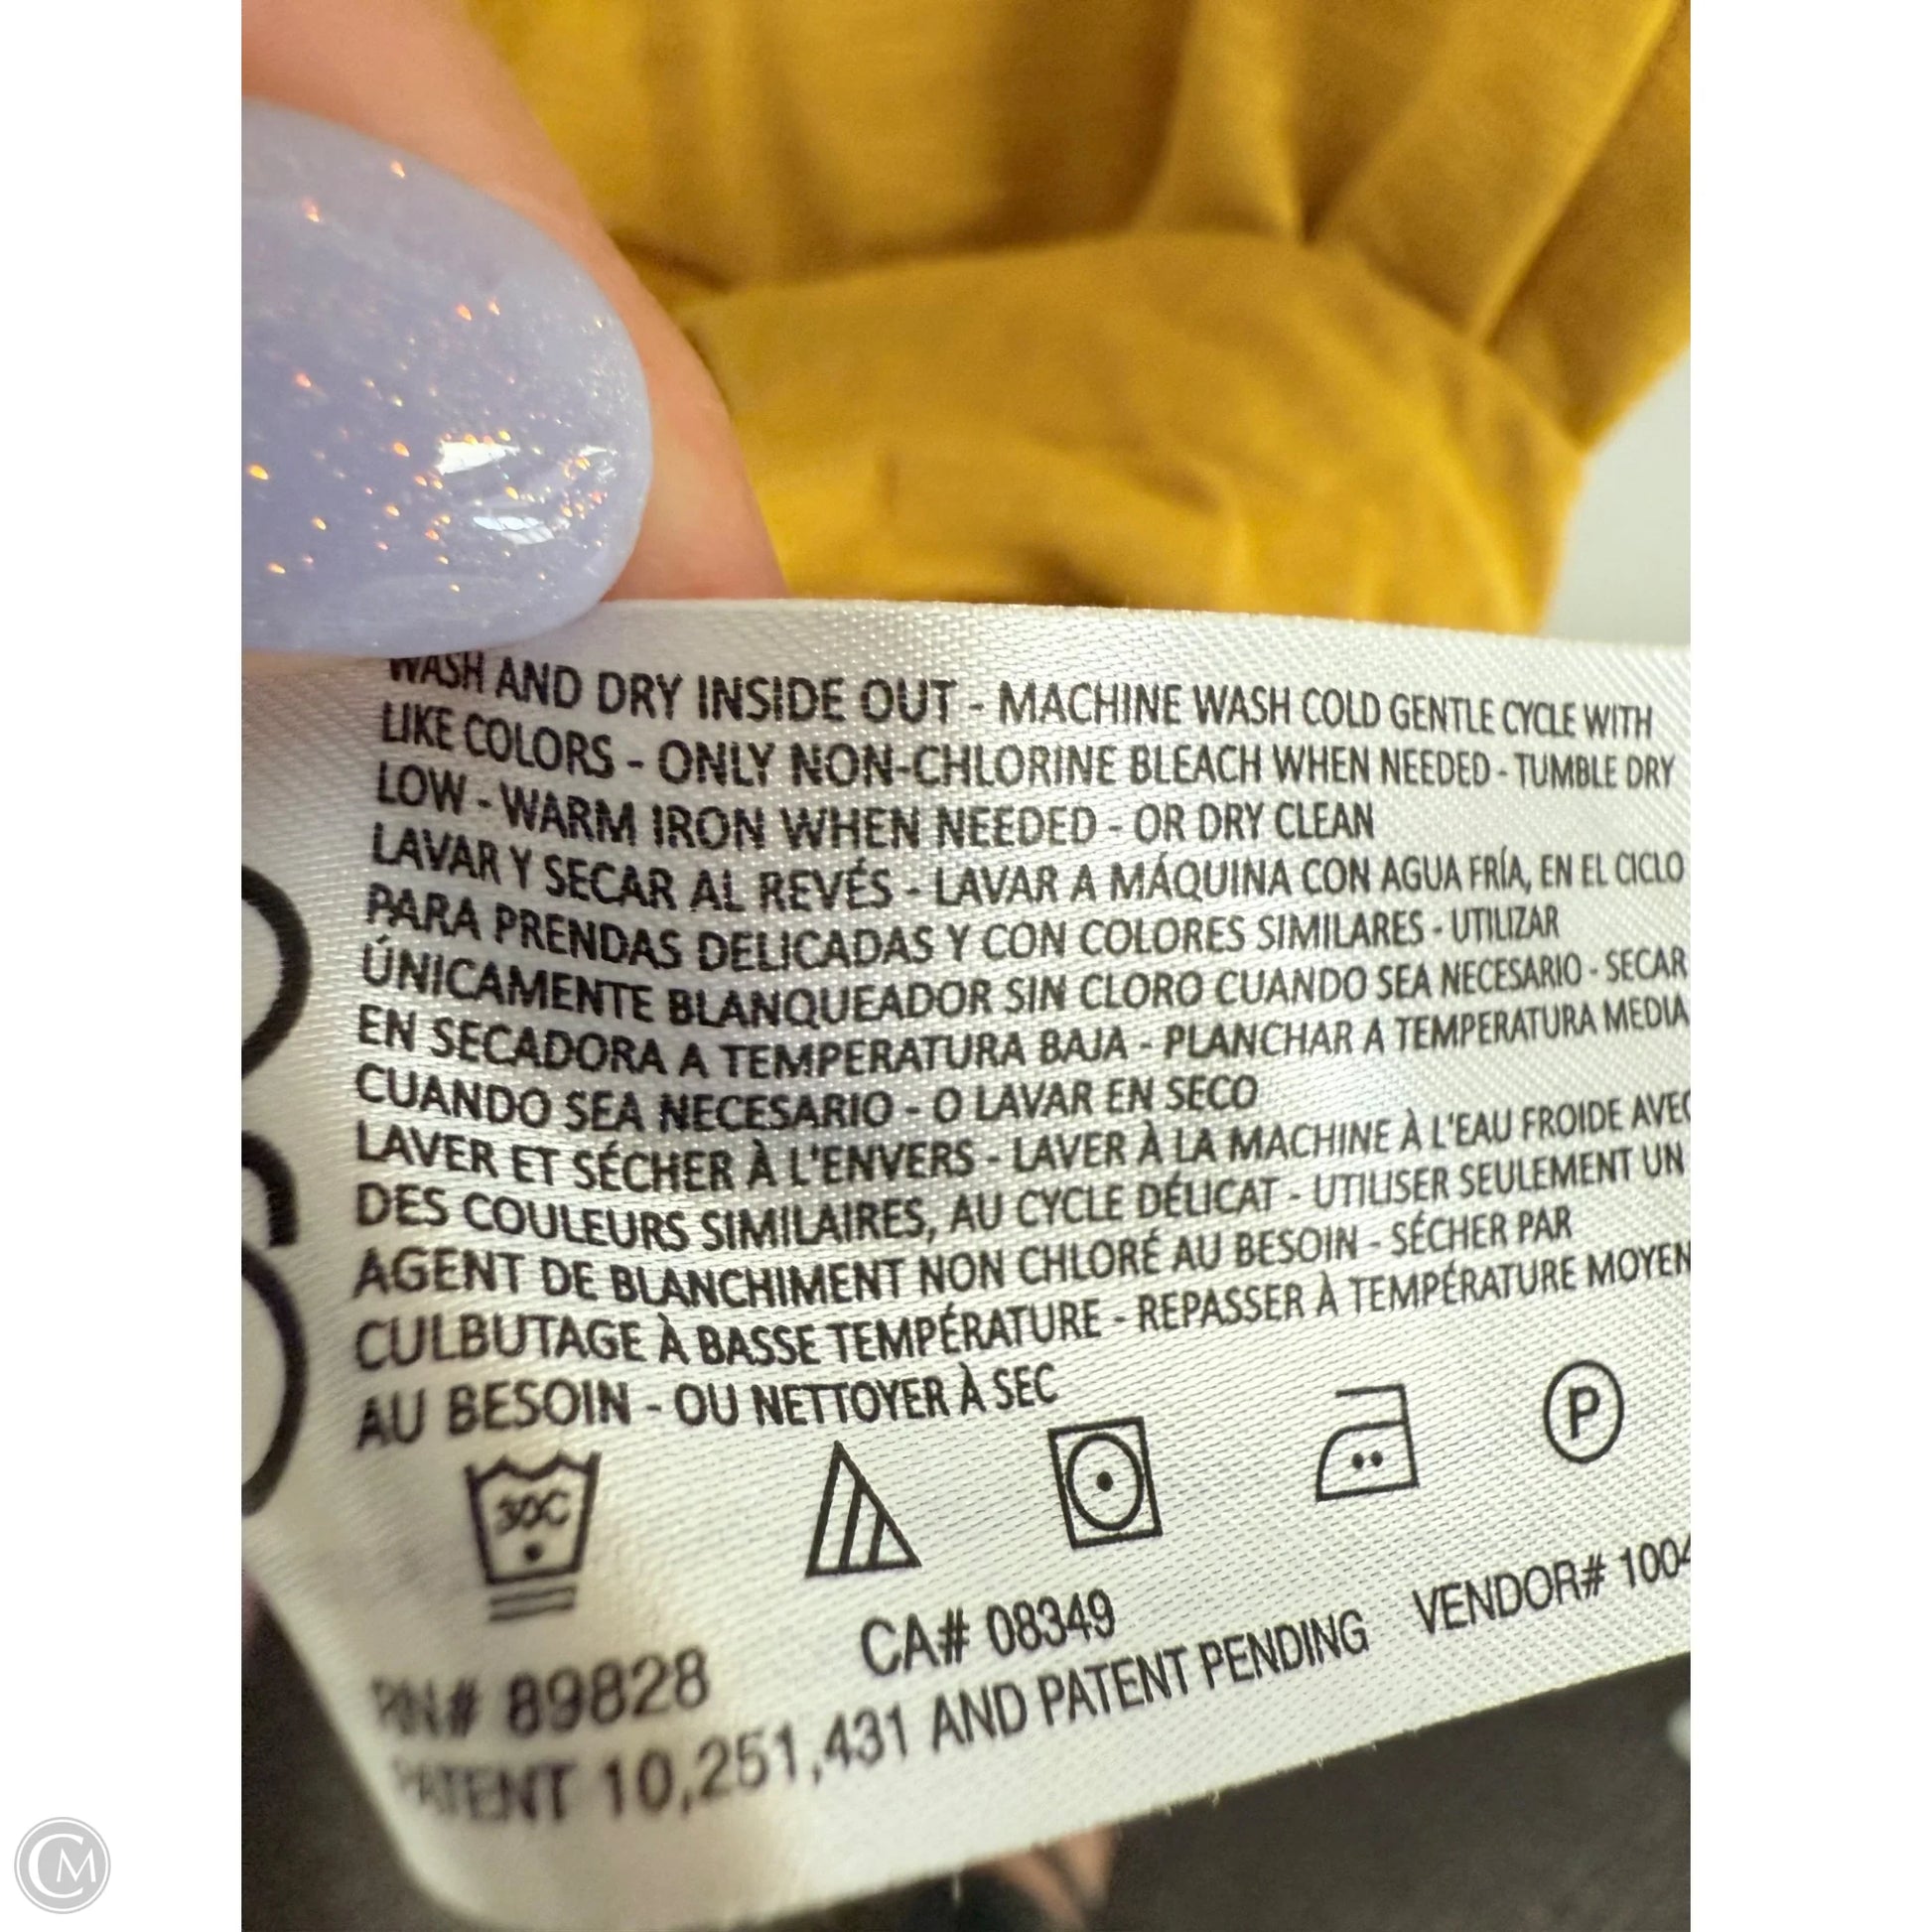 WASH AND DRY INSIDE OUT - MACHINE WASH COLD GENTLE CYCLE WITH
LIKE COLORS - ONLY NON-CHLORINE BLEACH WHEN NEEDED - TUMBLE DRY
LOW - WARM IRON WHEN NEEDED - OR DRY CLEAN
LAVAR Y SECAR AL REVÉS - LAVAR A MÁQUINA CON AGUA FRÍA, EN EL CICLO
PARA PRENDAS DELICADAS Y CON COLORES SIMILARES - UTILIZAR
ÚNICAMENTE BLANQUEADOR SIN CLORO CUANDO SEA NECESARIO - SECAR
EN SECADORA A TEMPERATURA BAJA - PLANCHAR A TEMPERATURA MEDIA
CUANDO SEA NECESARIO - O LAVAR EN SECO
LAVER ET SÉCHER À L'ENVERS - LAVER À LA MACHINE À L'EAU FROIDE AVEC
DES COULEURS SIMILAIRES, AU CYCLE DÉLICAT - UTILISER SEULEMENT UN
AGENT DE BLANCHIMENT NON CHLORÉ AU BESOIN - SÉCHER PAR
CULBUTAGE À BASSE TEMPÉRATURE - REPASSER À TEMPÉRATURE MOYEN
AU BESOIN - OU NETTOYER À SEC
30C P
RN# 89828 CA# 08349 VENDOR# 1004
PATENT 10,251,431 AND PATENT PENDING
CM